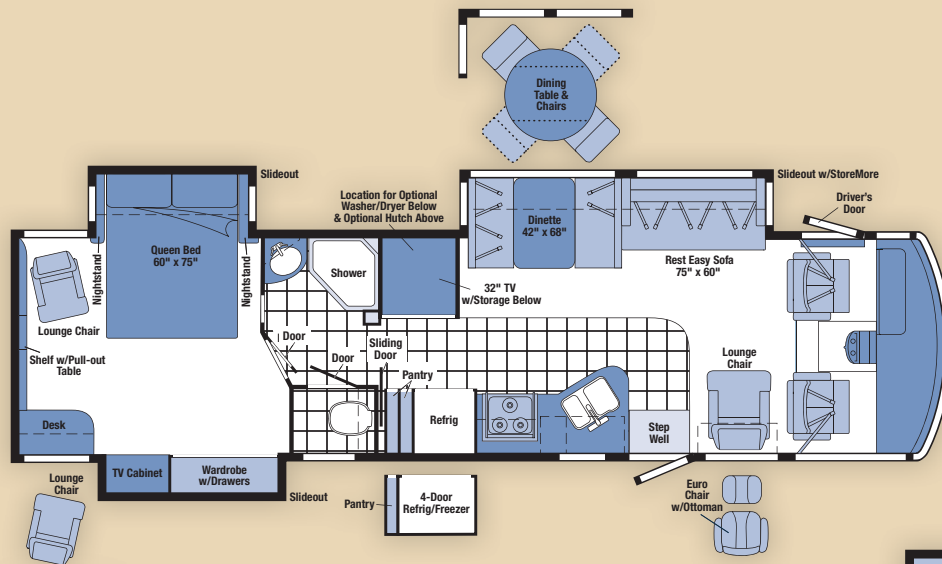 Dining
Table &
Chairs
Slideout
Location for Optional
Washer/Dryer Below
& Optional Hutch Above
Slideout w/StoreMore
Driver's
Door
Queen Bed
60" x 75"
Nightstand
Nightstand
Shower
Dinette
42" x 68"
Rest Easy Sofa
75" x 60"
32" TV
w/Storage Below
Lounge Chair
Shelf w/Pull-out
Table
Door
Door
Sliding
Door
Pantry
Lounge
Chair
Desk
Refrig
Step
Well
TV Cabinet
Wardrobe
w/Drawers
Lounge
Chair
Slideout
Pantry
4-Door
Refrig/Freezer
Euro
Chair
w/Ottoman